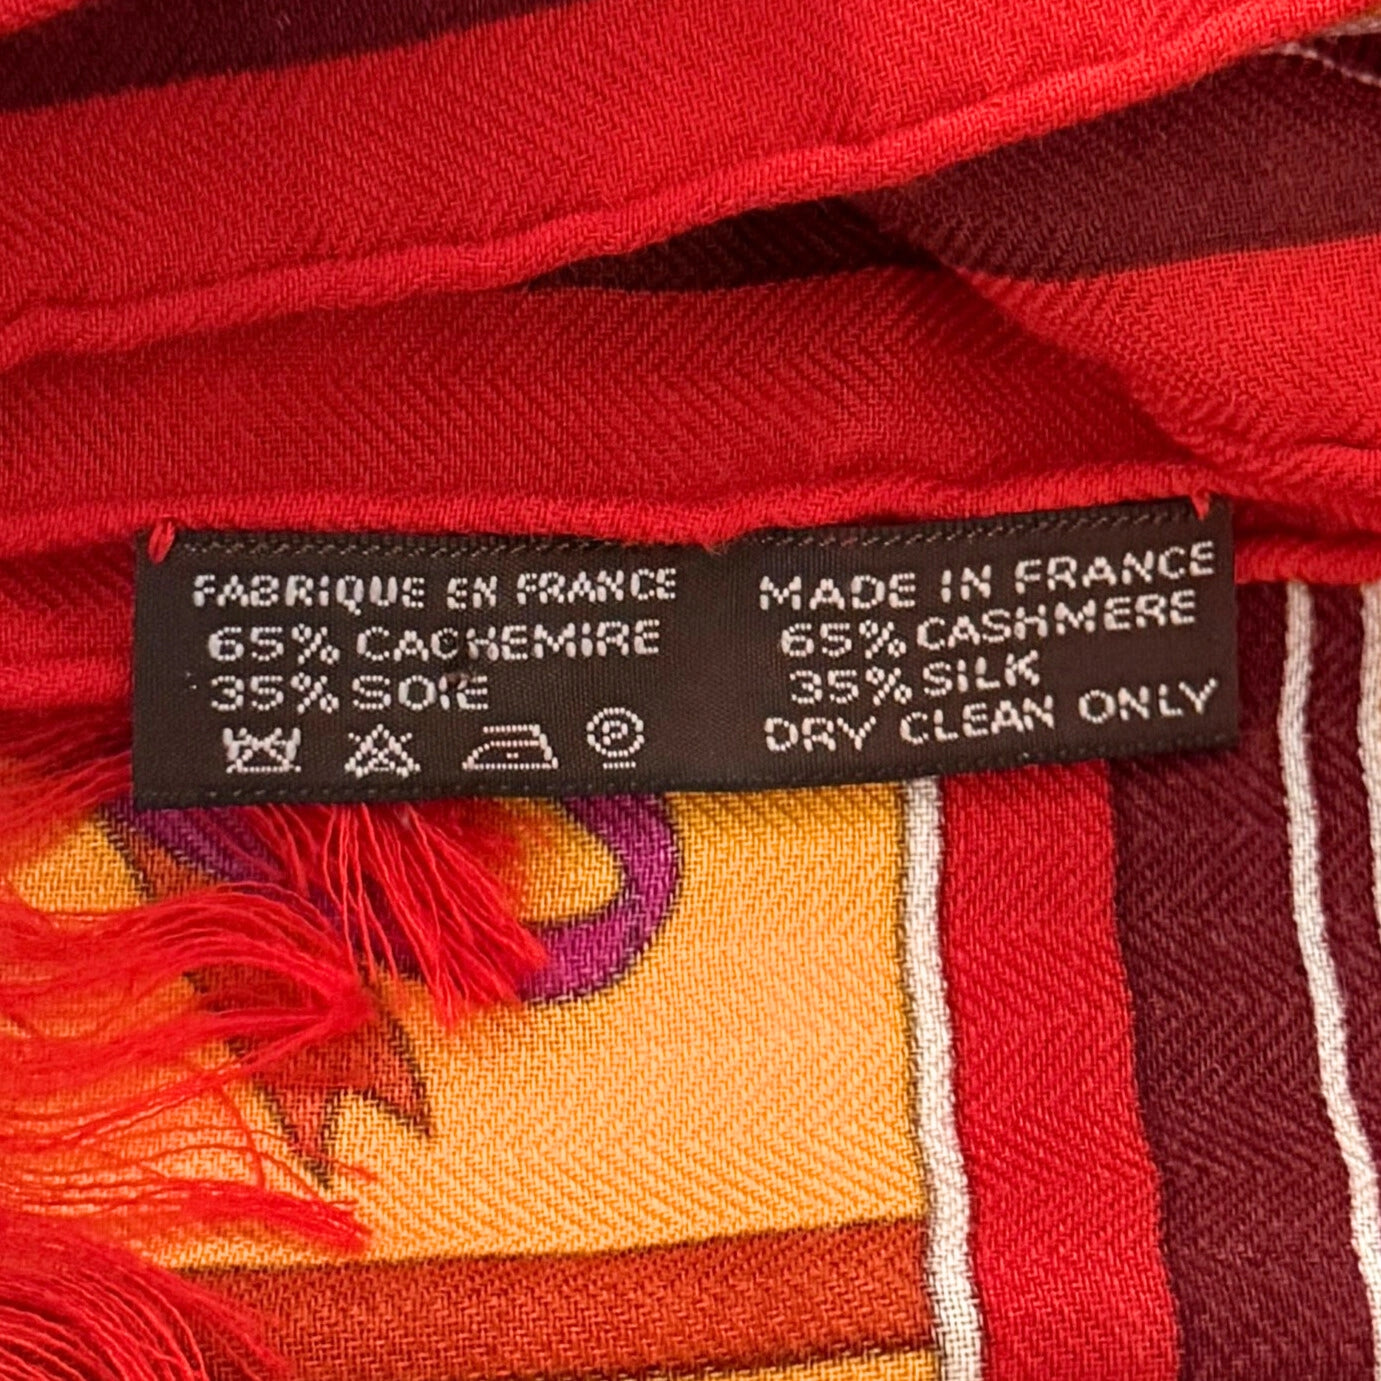 FABRIQUE EN FRANCE
65% CACHEMIRE
35% SOIE
P
MADE IN FRANCE
65% CASHMERE
35% SILK
DRY CLEAN ONLY